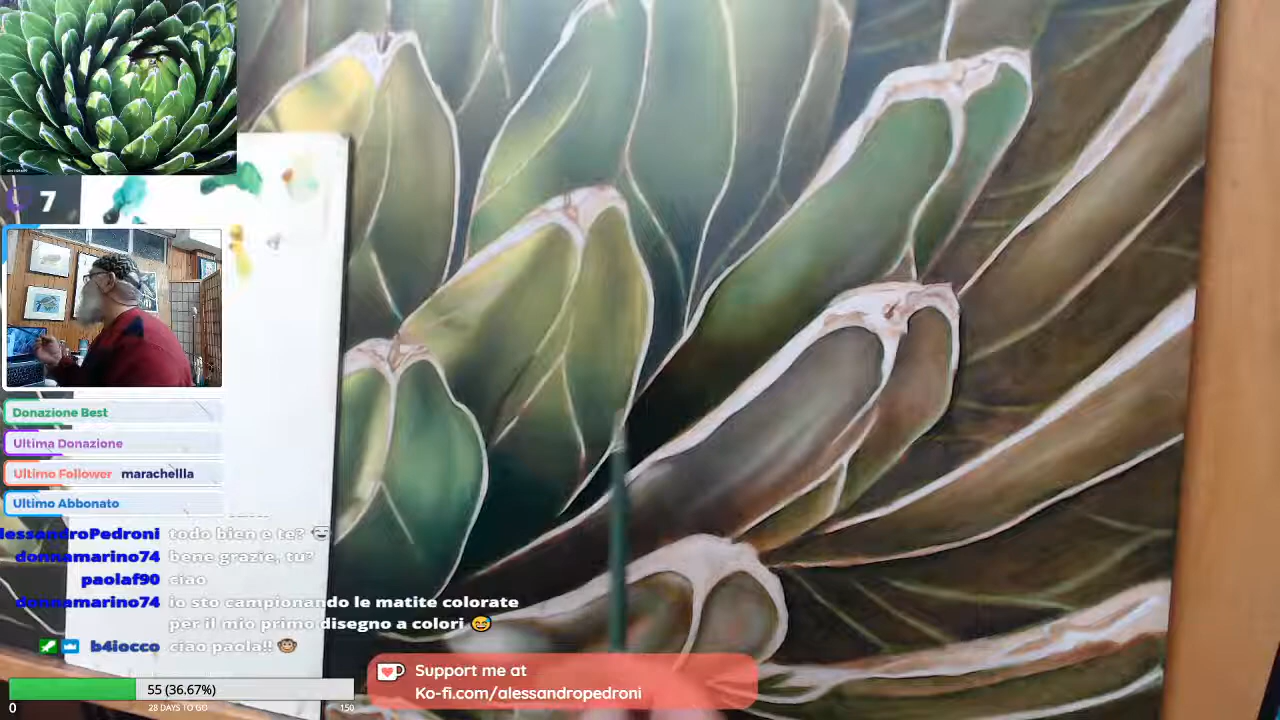 7
Donazione Best
Ultima Donazione
Ultimo Follower marachellla
Ultimo Abbonato
lessandroPedroni todo bien e te?
donnamarino74 bene grazie, tu?
paolaf90 ciao
donnamarino74 io sto campionando le matite colorate
per il mio primo disegno a colori
b4iocco ciao paola!!
Support me at
Ko-fi.com/alessandropedroni
55 (36.67%)
0 28 DAYS TO GO 150